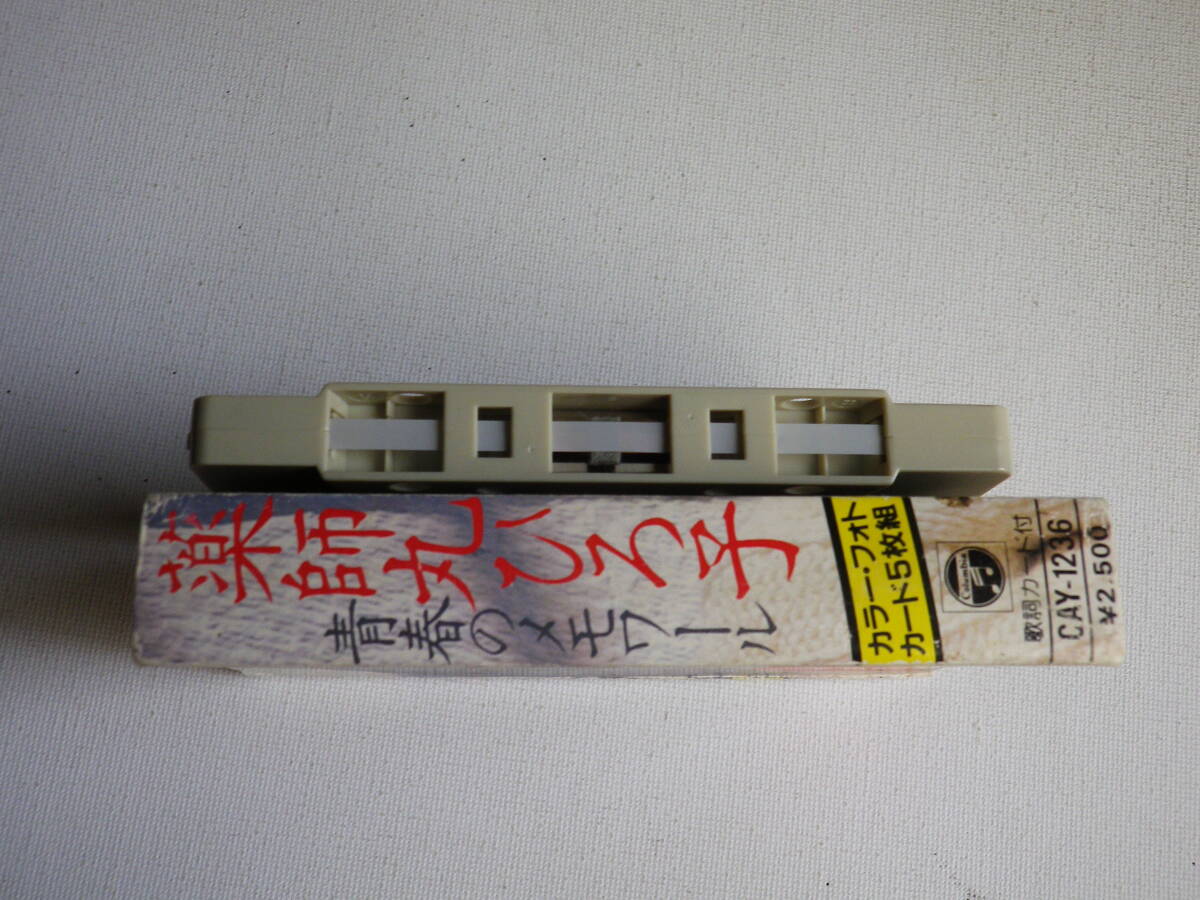 薬師丸ひろ子
青春のメモワール
カラー・フォト
カード5枚組
Columbia
歌詞カード付
CAY-1236
¥2.500